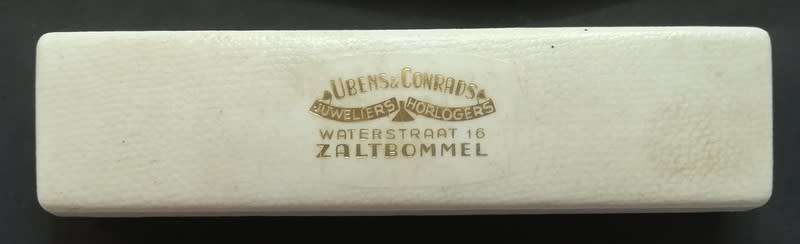 UBENS & CONRADS
JUWELIERS HORLOGERS
WATERSTRAAT 16
ZALTBOMMEL